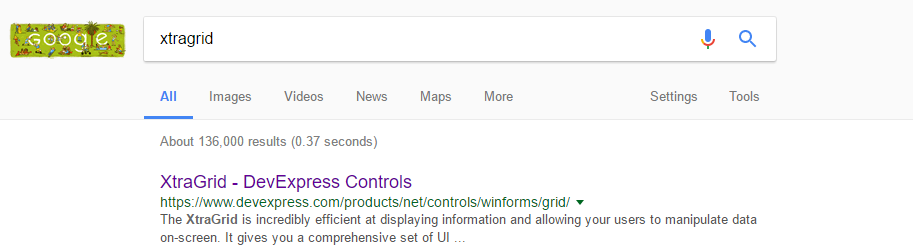 GOOGLE
xtragrid
All Images Videos News Maps More Settings Tools
About 136,000 results (0.37 seconds)
XtraGrid - DevExpress Controls
https://www.devexpress.com/products/net/controls/winforms/grid/
The XtraGrid is incredibly efficient at displaying information and allowing your users to manipulate data
on-screen. It gives you a comprehensive set of UI ...